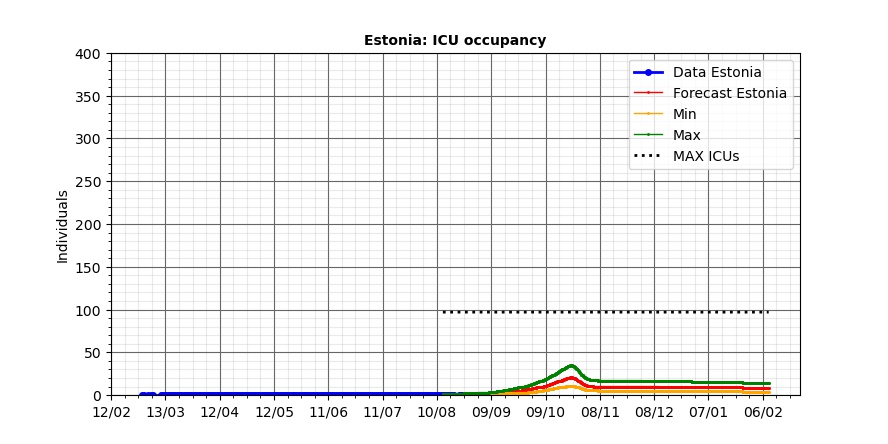 Estonia: ICU occupancy
400
350
300
250
200
150
100
50
0
Individuals
Data Estonia
Forecast Estonia
Min
Max
MAX ICUs
12/02 13/03 12/04 12/05 11/06 11/07 10/08 09/09 09/10 08/11 08/12 07/01 06/02